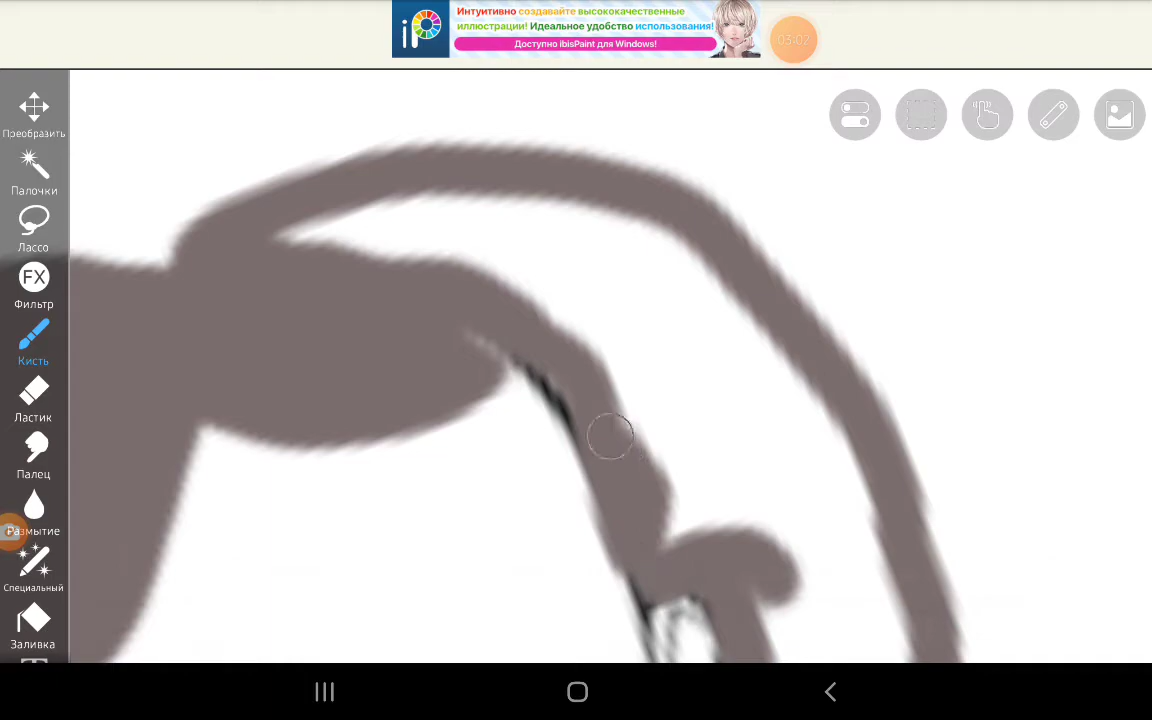 Интуитивно создавайте высококачественные
иллюстрации! Идеальное удобство использования!
iP
Доступно ibisPaint для Windows!
03:02
Преобразить
Палочки
Лассо
FX
Фильтр
Кисть
Ластик
Палец
Размытие
Специальный
Заливка